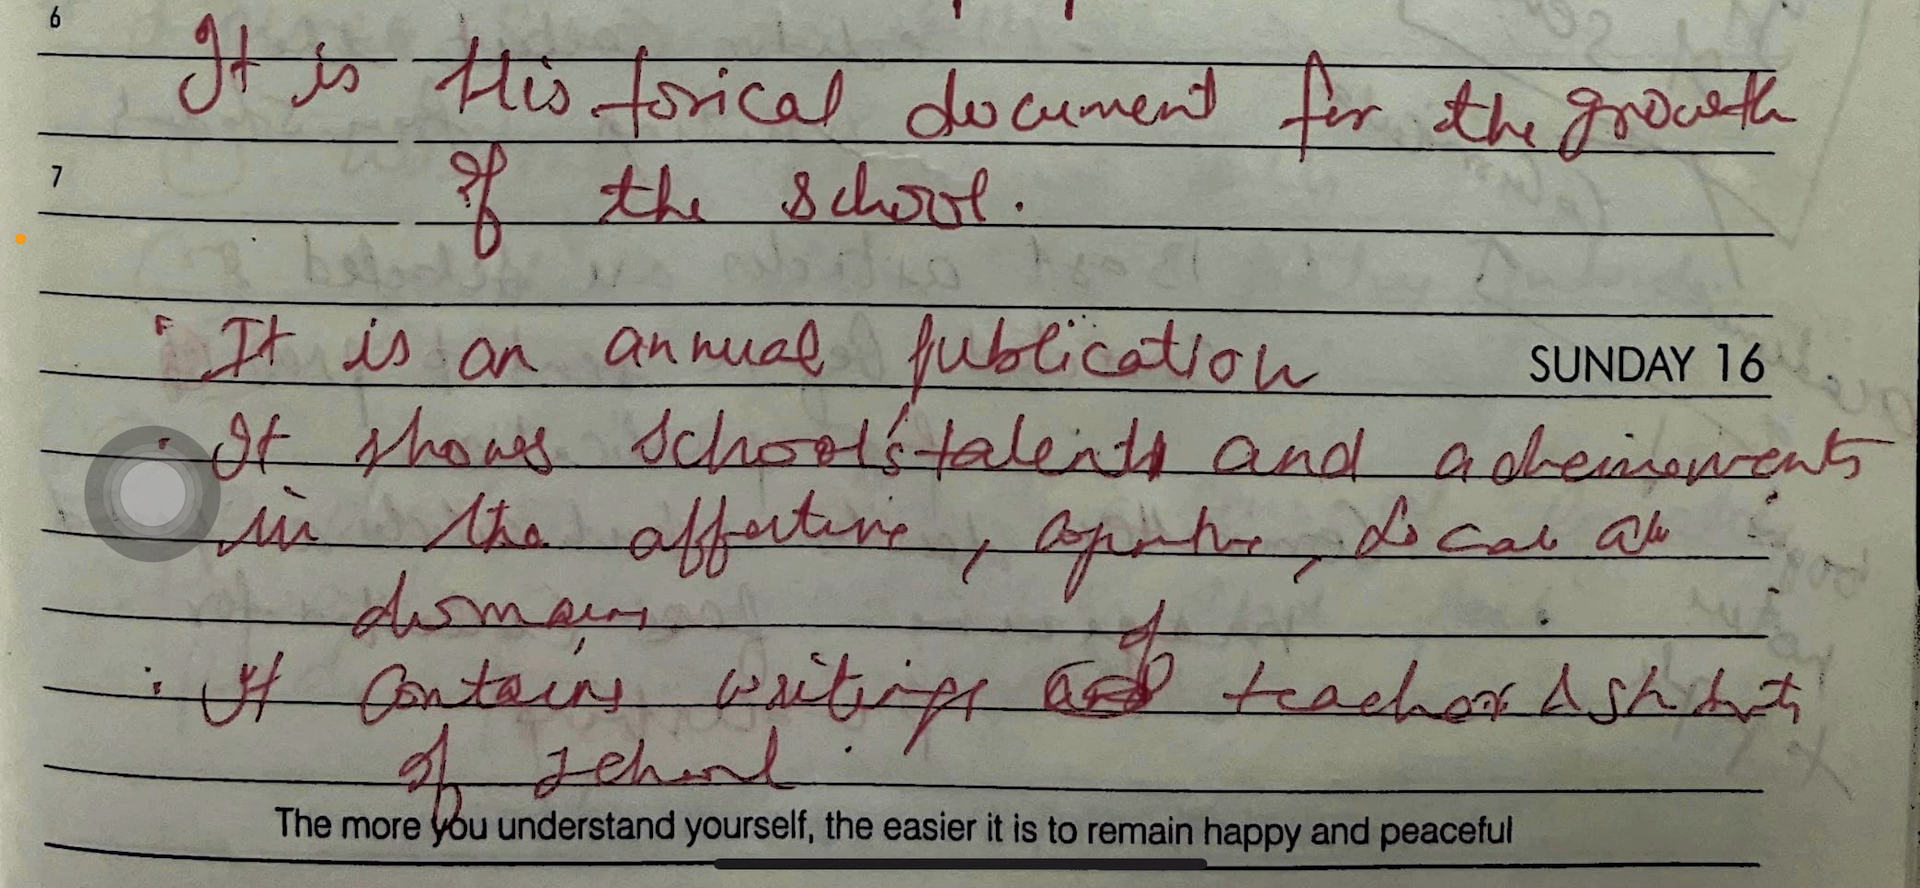 6
It is Historical document for the growth
7
of the school.
It is an annual publication
SUNDAY 16
It shows school's talents and acheivements
in the affective, cognitive,
domain
of
It contains writings teachers & students
of school.
The more you understand yourself, the easier it is to remain happy and peaceful